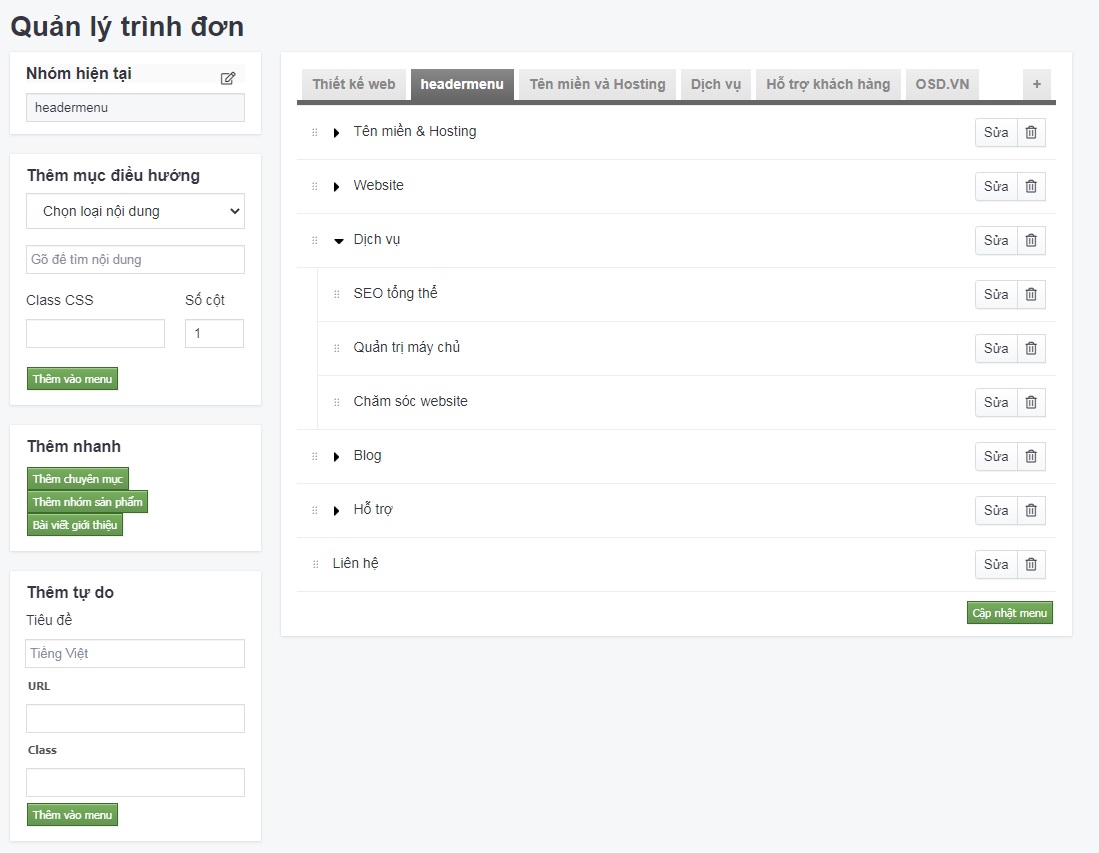 Quản lý trình đơn
Nhóm hiện tại
headermenu
Thêm mục điều hướng
Chọn loại nội dung
Gõ để tìm nội dung
Class CSS Số cột
1
Thêm vào menu
Thêm nhanh
Thêm chuyên mục
Thêm nhóm sản phẩm
Bài viết giới thiệu
Thêm tự do
Tiêu đề
Tiếng Việt
URL
Class
Thêm vào menu
Thiết kế web headermenu Tên miền và Hosting Dịch vụ Hỗ trợ khách hàng OSD.VN +
Tên miền & Hosting Sửa
Website Sửa
Dịch vụ Sửa
SEO tổng thể Sửa
Quản trị máy chủ Sửa
Chăm sóc website Sửa
Blog Sửa
Hỗ trợ Sửa
Liên hệ Sửa
Cập nhật menu